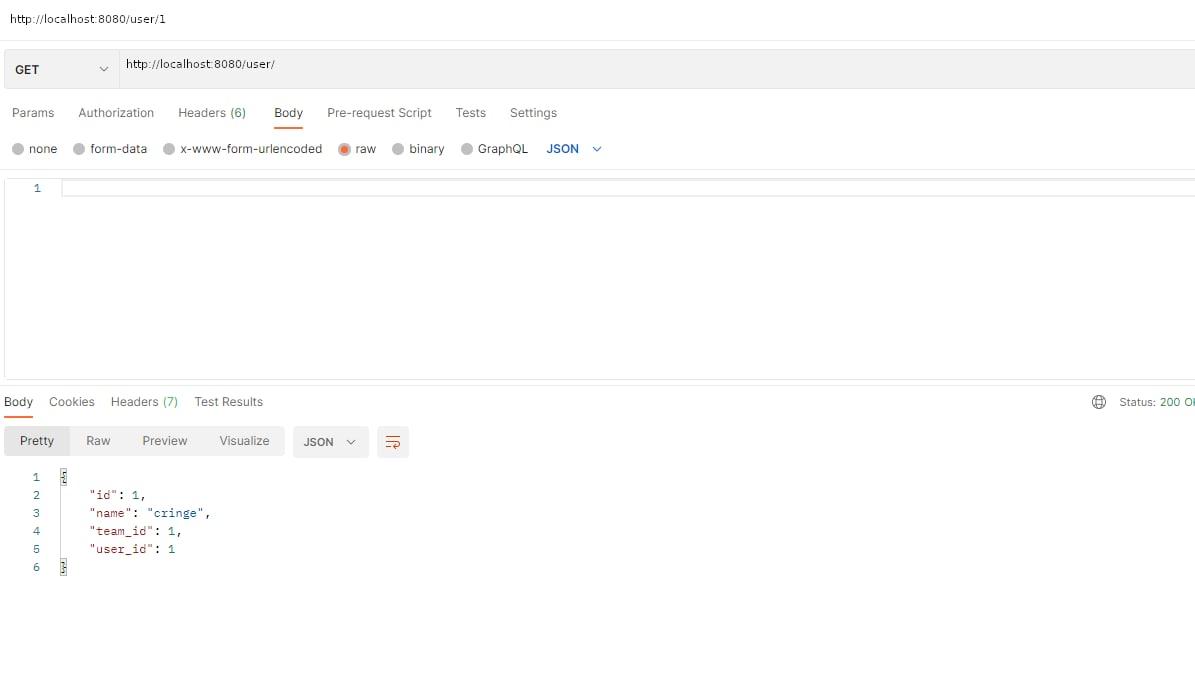 http://localhost:8080/user/1
GET http://localhost:8080/user/
Params Authorization Headers (6) Body Pre-request Script Tests Settings
none form-data x-www-form-urlencoded raw binary GraphQL JSON
1
Body Cookies Headers (7) Test Results Status: 200 OK
Pretty Raw Preview Visualize JSON
1 {
2 "id": 1,
3 "name": "cringe",
4 "team_id": 1,
5 "user_id": 1
6 }